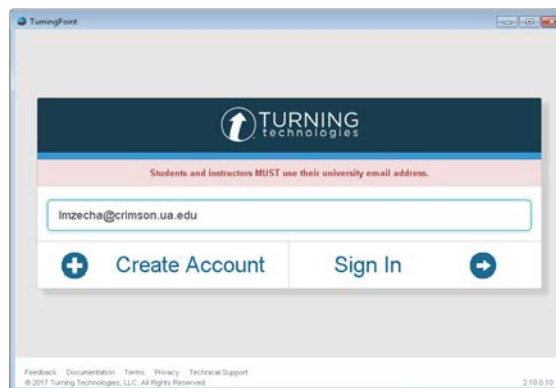 TurningPoint
TURNING
technologies
Students and instructors MUST use their university email address.
lmzecha@crimson.ua.edu
Create Account
Sign In
Feedback Documentation Terms Privacy Technical Support
© 2017 Turning Technologies, LLC. All Rights Reserved.
2.10.0.10